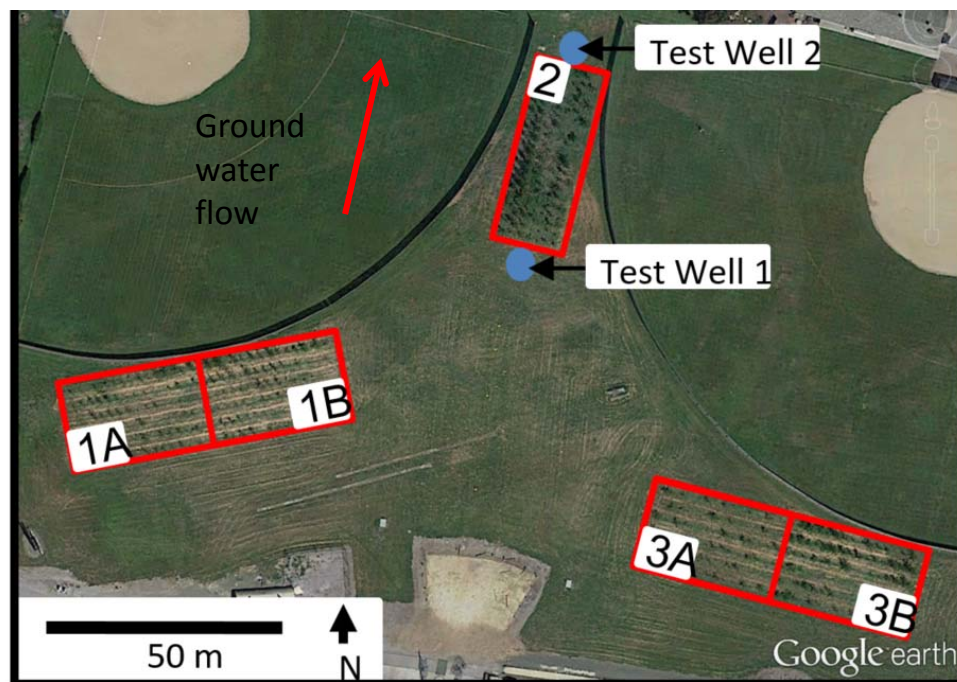 2
Test Well 2
Ground
water
flow
Test Well 1
1A
1B
3A
3B
50 m
N
Google earth